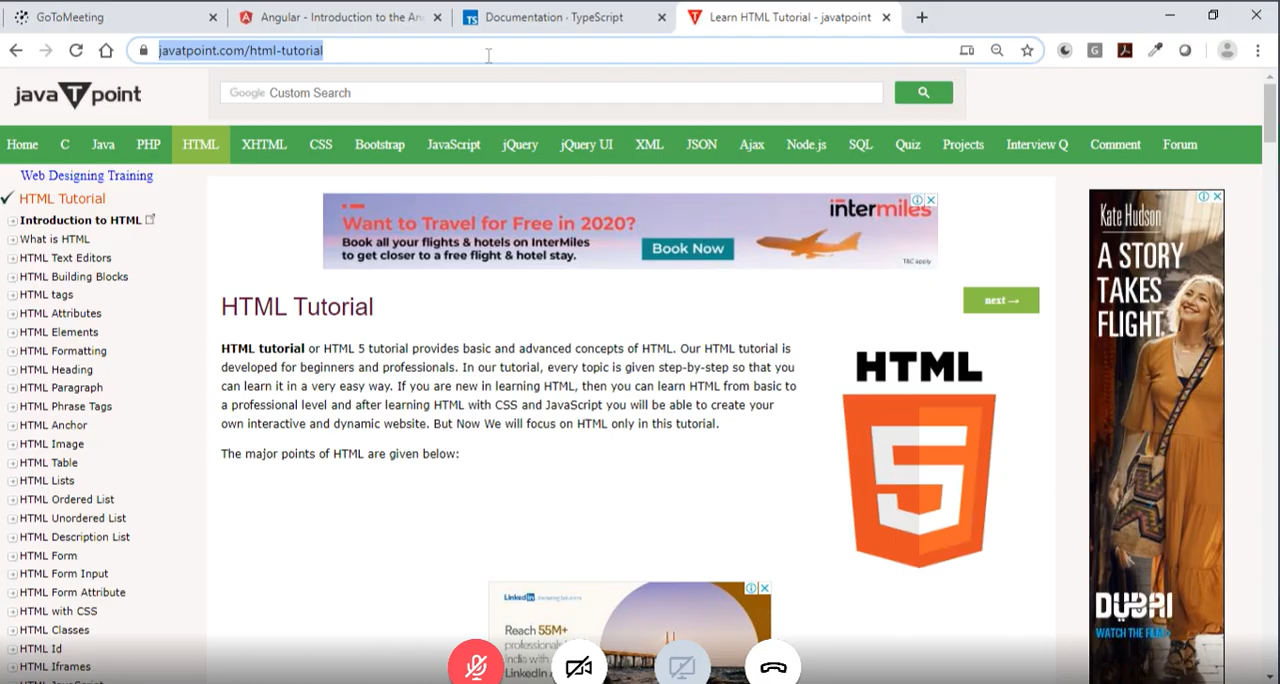 GoToMeeting
Angular - Introduction to the An
Documentation · TypeScript
Learn HTML Tutorial - javatpoint
javatpoint.com/html-tutorial
java T point
Google Custom Search
Home C Java PHP HTML XHTML CSS Bootstrap JavaScript jQuery jQuery UI XML JSON Ajax Node.js SQL Quiz Projects Interview Q Comment Forum
Web Designing Training
HTML Tutorial
Introduction to HTML
What is HTML
HTML Text Editors
HTML Building Blocks
HTML tags
HTML Attributes
HTML Elements
HTML Formatting
HTML Heading
HTML Paragraph
HTML Phrase Tags
HTML Anchor
HTML Image
HTML Table
HTML Lists
HTML Ordered List
HTML Unordered List
HTML Description List
HTML Form
HTML Form Input
HTML Form Attribute
HTML with CSS
HTML Classes
HTML Id
HTML Iframes
Want to Travel for Free in 2020?
Book all your flights & hotels on InterMiles
to get closer to a free flight & hotel stay.
Book Now
intermiles
T&C apply
HTML Tutorial
next →
HTML tutorial or HTML 5 tutorial provides basic and advanced concepts of HTML. Our HTML tutorial is
developed for beginners and professionals. In our tutorial, every topic is given step-by-step so that you
can learn it in a very easy way. If you are new in learning HTML, then you can learn HTML from basic to
a professional level and after learning HTML with CSS and JavaScript you will be able to create your
own interactive and dynamic website. But Now We will focus on HTML only in this tutorial.
The major points of HTML are given below:
HTML
5
LinkedIn
Reach 55M+
professionals
India with
LinkedIn
Kate Hudson
A STORY
TAKES
FLIGHT.
DUBAI
WATCH THE FILM